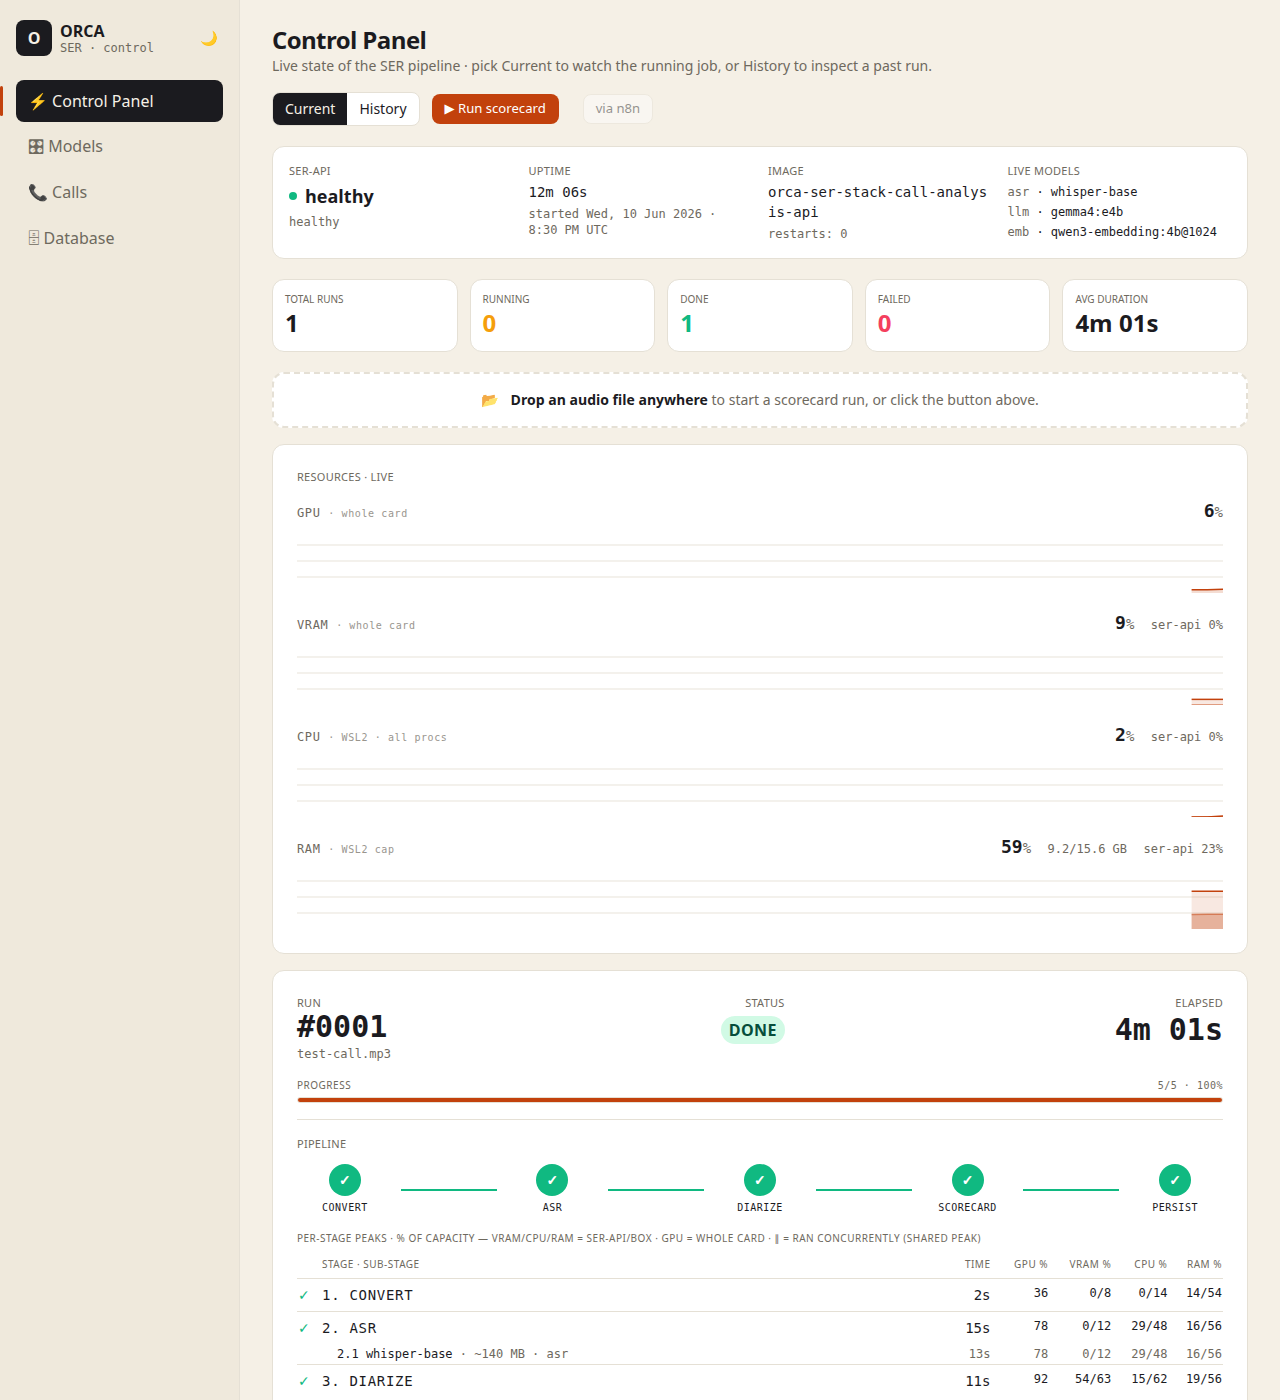 O
ORCA
SER · control
Control Panel
Models
Calls
Database
Control Panel
Live state of the SER pipeline · pick Current to watch the running job, or History to inspect a past run.
Current
History
▶ Run scorecard
via n8n
SER-API
healthy
healthy
UPTIME
12m 06s
started Wed, 10 Jun 2026 ·
8:30 PM UTC
IMAGE
orca-ser-stack-call-analys
is-api
restarts: 0
LIVE MODELS
asr · whisper-base
llm · gemma4:e4b
emb · qwen3-embedding:4b@1024
TOTAL RUNS
1
RUNNING
0
DONE
1
FAILED
0
AVG DURATION
4m 01s
Drop an audio file anywhere to start a scorecard run, or click the button above.
RESOURCES · LIVE
GPU · whole card 6%
VRAM · whole card 9% ser-api 0%
CPU · WSL2 · all procs 2% ser-api 0%
RAM · WSL2 cap 59% 9.2/15.6 GB ser-api 23%
RUN
#0001
test-call.mp3
STATUS
DONE
ELAPSED
4m 01s
PROGRESS 5/5 · 100%
PIPELINE
✓ ✓ ✓ ✓ ✓
CONVERT ASR DIARIZE SCORECARD PERSIST
PER-STAGE PEAKS · % OF CAPACITY — VRAM/CPU/RAM = SER-API/BOX · GPU = WHOLE CARD · ∥ = RAN CONCURRENTLY (SHARED PEAK)
STAGE · SUB-STAGE TIME GPU % VRAM % CPU % RAM %
✓ 1. CONVERT 2s 36 0/8 0/14 14/54
✓ 2. ASR 15s 78 0/12 29/48 16/56
2.1 whisper-base · ~140 MB · asr 13s 78 0/12 29/48 16/56
✓ 3. DIARIZE 11s 92 54/63 15/62 19/56